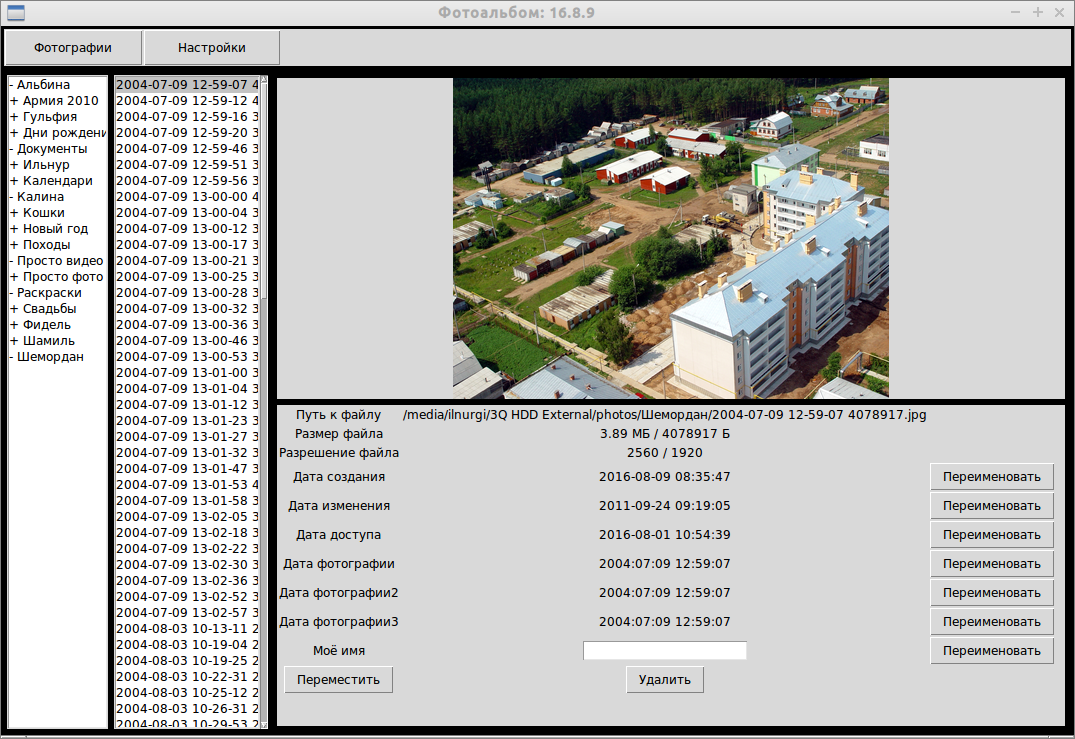 Фотоальбом: 16.8.9
Фотографии
Настройки
- Альбина
+ Армия 2010
+ Гульфия
+ Дни рождени
- Документы
+ Ильнур
+ Календари
- Калина
+ Кошки
+ Новый год
+ Походы
- Просто видео
+ Просто фото
- Раскраски
+ Свадьбы
+ Фидель
+ Шамиль
- Шемордан
2004-07-09 12-59-07 4
2004-07-09 12-59-12 4
2004-07-09 12-59-16 3
2004-07-09 12-59-20 3
2004-07-09 12-59-46 3
2004-07-09 12-59-51 3
2004-07-09 12-59-56 3
2004-07-09 13-00-00 4
2004-07-09 13-00-04 3
2004-07-09 13-00-12 3
2004-07-09 13-00-17 3
2004-07-09 13-00-21 3
2004-07-09 13-00-25 3
2004-07-09 13-00-28 3
2004-07-09 13-00-32 3
2004-07-09 13-00-36 3
2004-07-09 13-00-46 3
2004-07-09 13-00-53 3
2004-07-09 13-01-00 3
2004-07-09 13-01-04 3
2004-07-09 13-01-12 3
2004-07-09 13-01-23 3
2004-07-09 13-01-27 3
2004-07-09 13-01-32 3
2004-07-09 13-01-47 3
2004-07-09 13-01-53 4
2004-07-09 13-01-58 3
2004-07-09 13-02-05 3
2004-07-09 13-02-18 3
2004-07-09 13-02-22 3
2004-07-09 13-02-30 3
2004-07-09 13-02-36 3
2004-07-09 13-02-52 3
2004-07-09 13-02-57 3
2004-08-03 10-13-11 2
2004-08-03 10-19-04 2
2004-08-03 10-19-25 2
2004-08-03 10-22-31 2
2004-08-03 10-25-12 2
2004-08-03 10-26-31 2
2004-08-03 10-29-53 2
Путь к файлу /media/ilnurgi/3Q HDD External/photos/Шемордан/2004-07-09 12-59-07 4078917.jpg
Размер файла 3.89 МБ / 4078917 Б
Разрешение файла 2560 / 1920
Дата создания 2016-08-09 08:35:47 Переименовать
Дата изменения 2011-09-24 09:19:05 Переименовать
Дата доступа 2016-08-01 10:54:39 Переименовать
Дата фотографии 2004:07:09 12:59:07 Переименовать
Дата фотографии2 2004:07:09 12:59:07 Переименовать
Дата фотографии3 2004:07:09 12:59:07 Переименовать
Моё имя Переименовать
Переместить Удалить